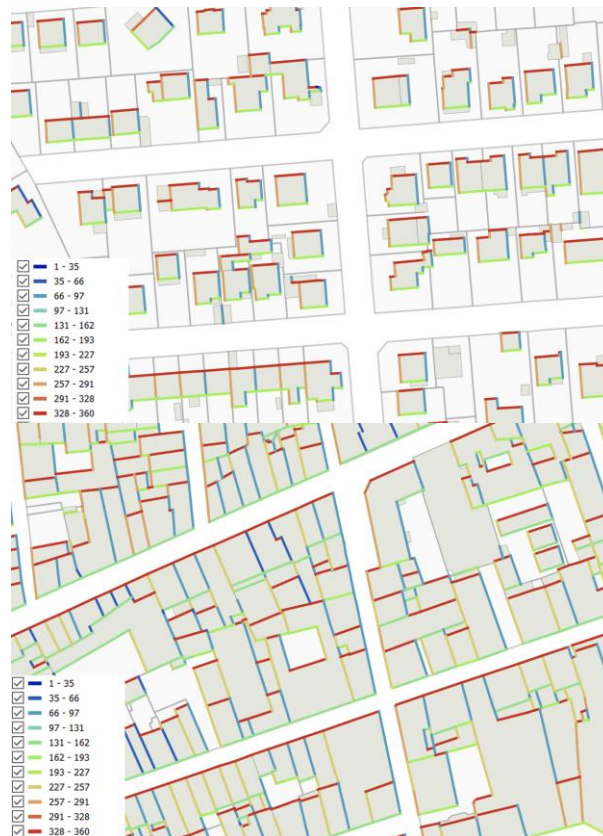 1 - 35
35 - 66
66 - 97
97 - 131
131 - 162
162 - 193
193 - 227
227 - 257
257 - 291
291 - 328
328 - 360
1 - 35
35 - 66
66 - 97
97 - 131
131 - 162
162 - 193
193 - 227
227 - 257
257 - 291
291 - 328
328 - 360